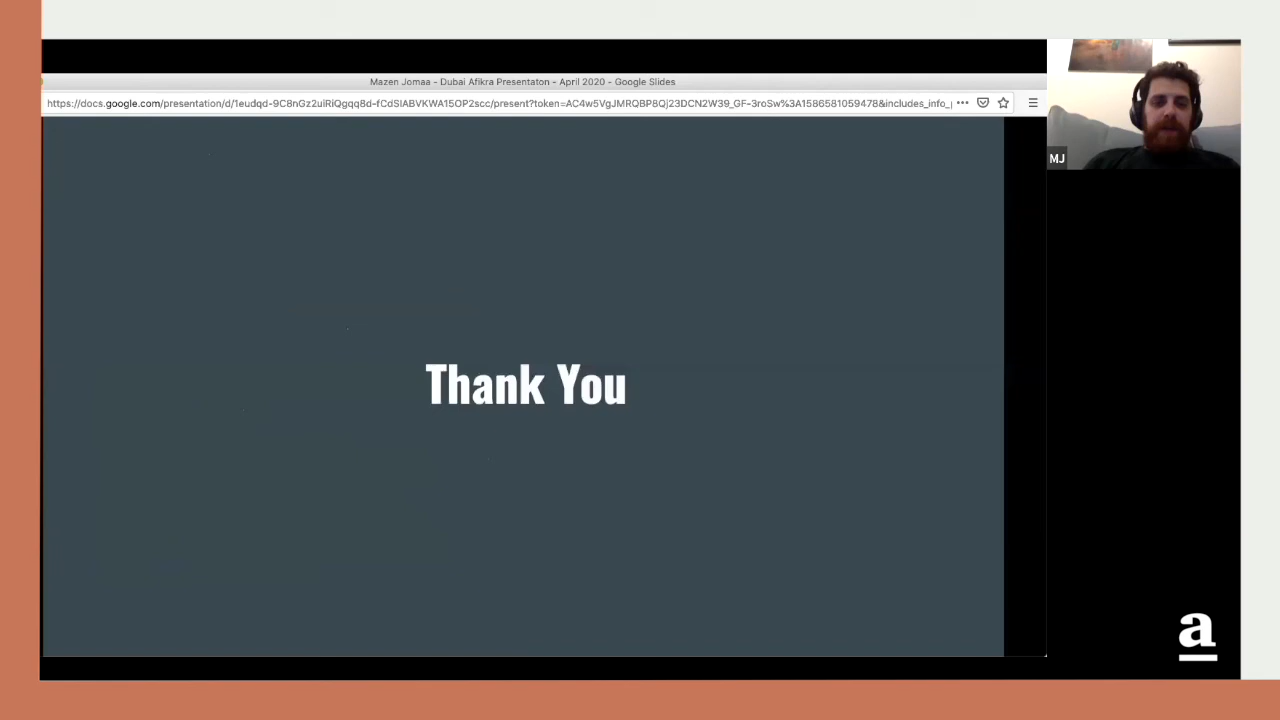 Mazen Jomaa - Dubai Afikra Presentaton - April 2020 - Google Slides
MJ
Thank You
a